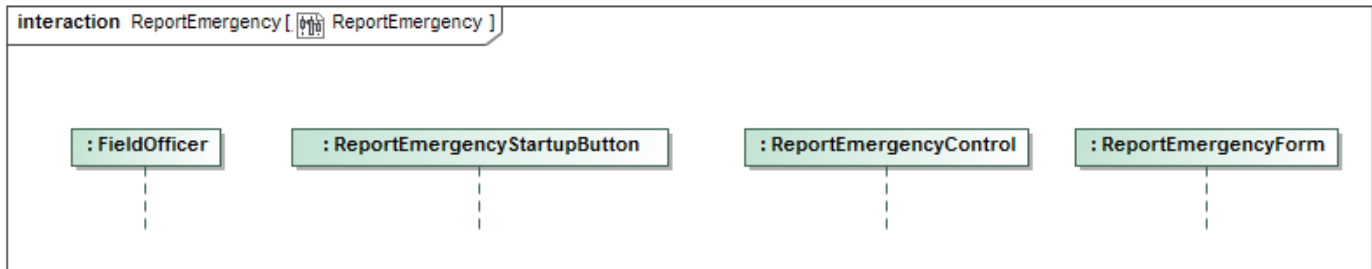 interaction ReportEmergency [ ReportEmergency ]
: FieldOfficer
: ReportEmergencyStartupButton
: ReportEmergencyControl
: ReportEmergencyForm